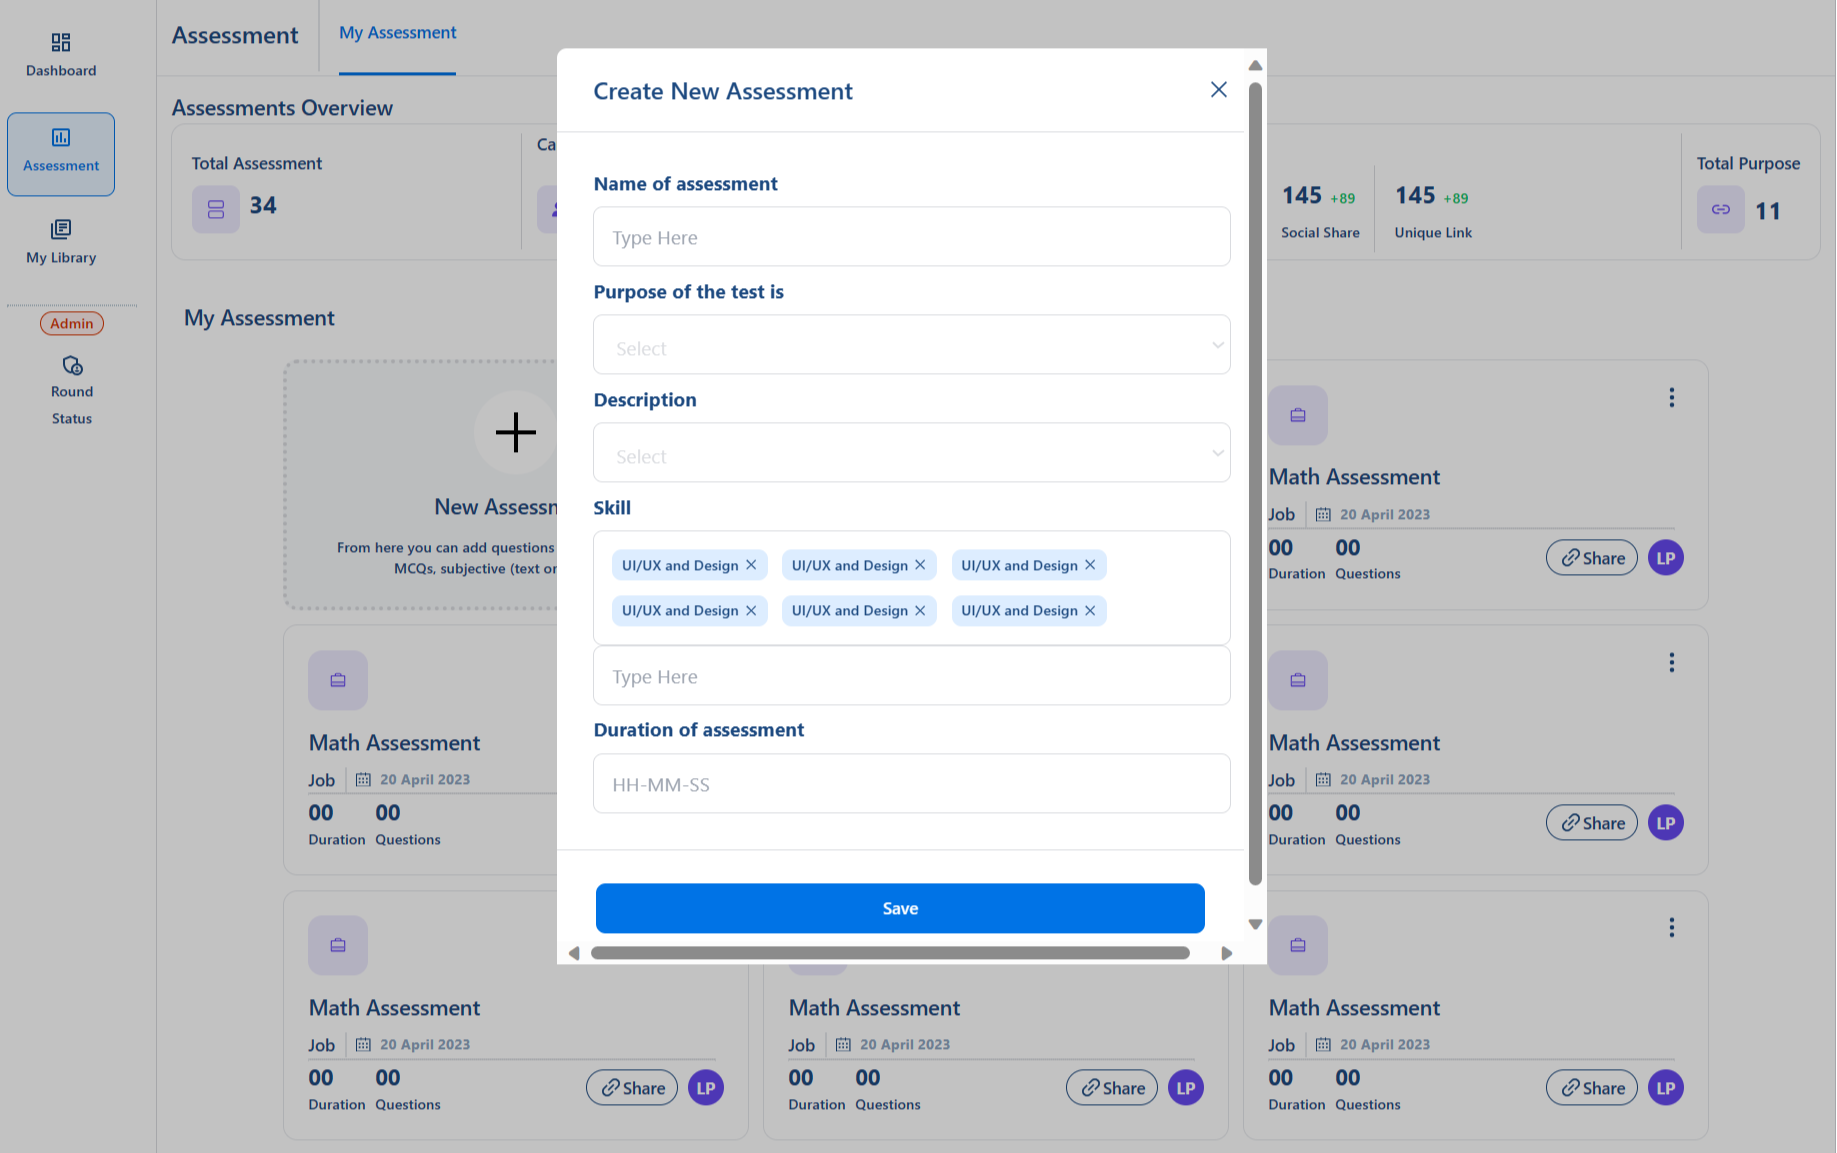 Dashboard
Assessment
My Library
Admin
Round
Status
Assessment
My Assessment
Assessments Overview
Total Assessment
34
Ca
145 +89
Social Share
145 +89
Unique Link
Total Purpose
11
My Assessment
New Assessm
From here you can add questions
MCQs, subjective (text or
Create New Assessment
Name of assessment
Type Here
Purpose of the test is
Select
Description
Select
Skill
UI/UX and Design UI/UX and Design UI/UX and Design
UI/UX and Design UI/UX and Design UI/UX and Design
Type Here
Duration of assessment
HH-MM-SS
Save
Math Assessment
Job 20 April 2023
00 00
Duration Questions
Share LP
Math Assessment
Job 20 April 2023
00 00
Duration Questions
Math Assessment
Job 20 April 2023
00 00
Duration Questions
Share LP
Math Assessment
Job 20 April 2023
00 00
Duration Questions
Share LP
Math Assessment
Job 20 April 2023
00 00
Duration Questions
Share LP
Math Assessment
Job 20 April 2023
00 00
Duration Questions
Share LP